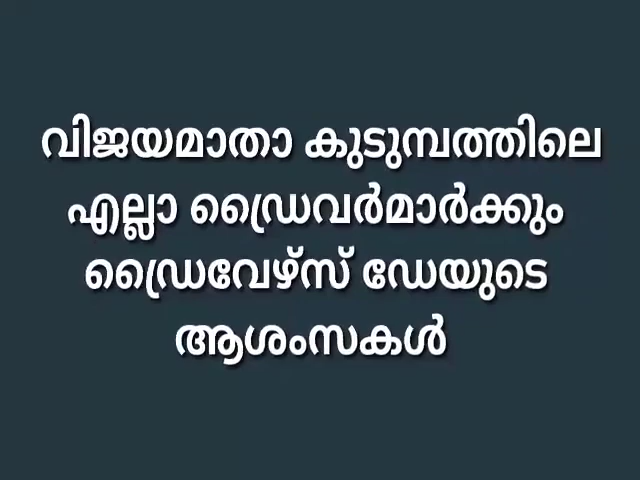 വിജയമാതാ കുടുമ്പത്തിലെ
എല്ലാ ഡ്രൈവർമാർക്കും
ഡ്രൈവേഴ്സ് ഡേയുടെ
ആശംസകൾ